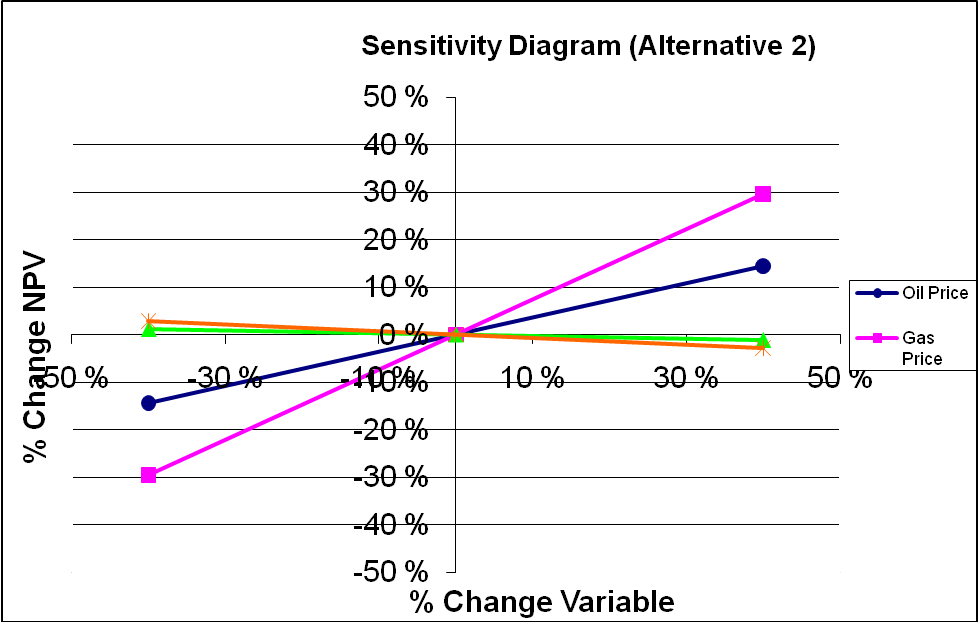 Sensitivity Diagram (Alternative 2)
50 %
40 %
30 %
20 %
10 %
0 %
-10 %
-20 %
-30 %
-40 %
-50 %
50 %
-30 %
-10 %
10 %
30 %
50 %
% Change NPV
% Change Variable
Oil Price
Gas
Price